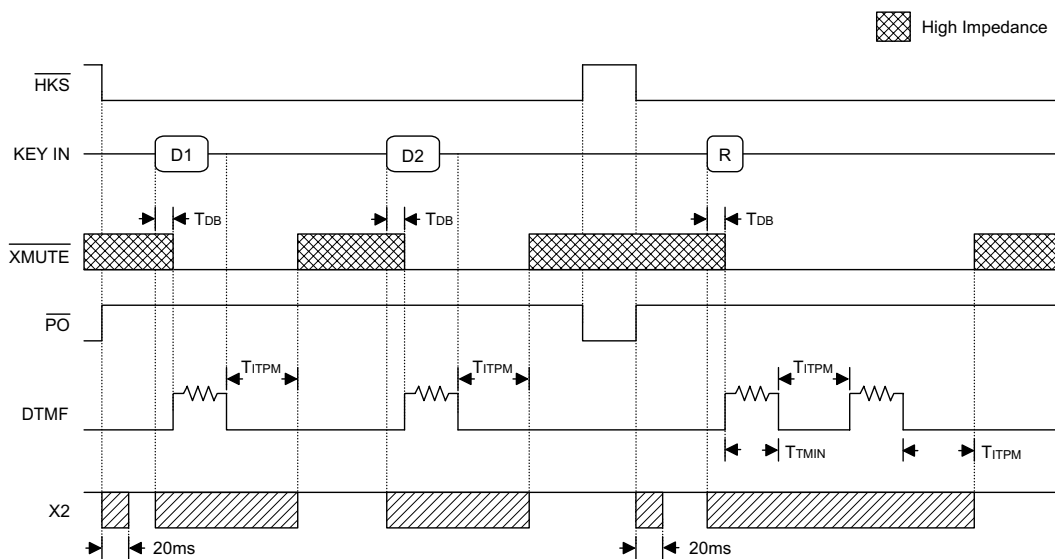 High Impedance
HKS
KEY IN D1 D2 R
TDB TDB TDB
XMUTE
PO
TITPM TITPM TITPM
DTMF
TTMIN TITPM
X2
20ms 20ms